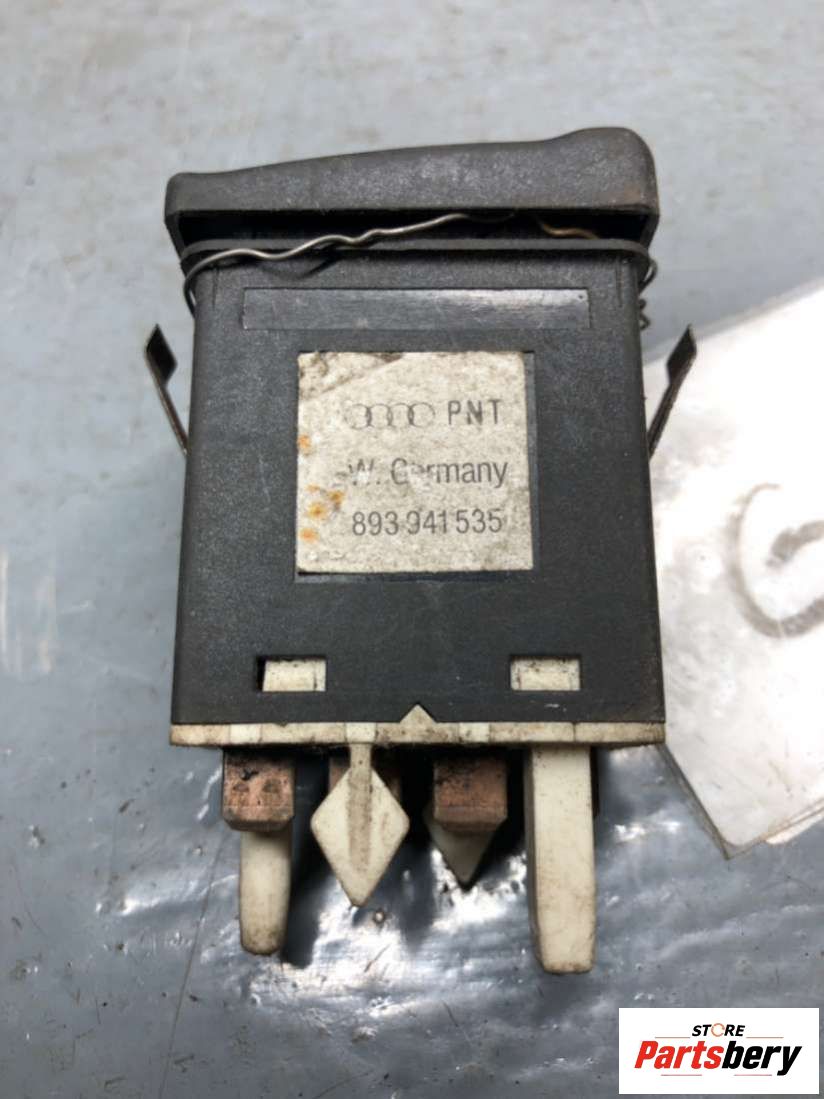 PNT
W. Germany
893 941 535
STORE
Partsbery